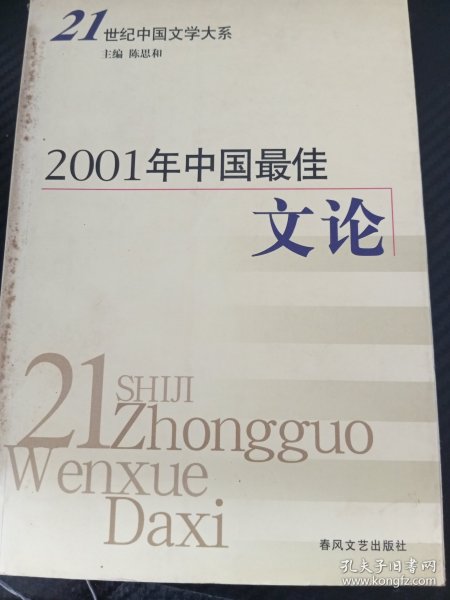 21世纪中国文学大系
主编 陈思和
2001年中国最佳
文论
21SHIJI
Zhongguo
Wenxue
Daxi
春风文艺出版社
孔夫子旧书网
www.kongfz.com